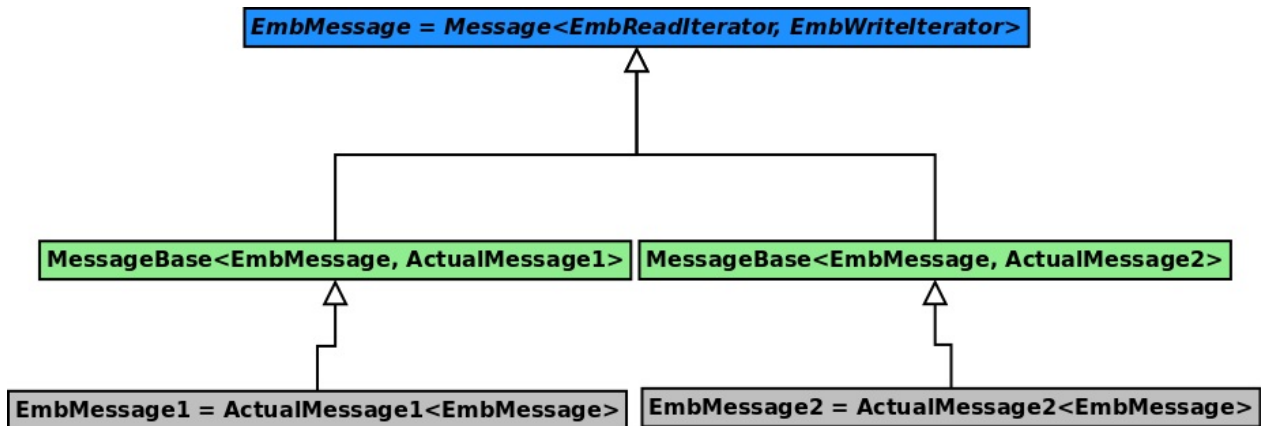 EmbMessage = Message<EmbReadIterator, EmbWriteIterator>
MessageBase<EmbMessage, ActualMessage1>
MessageBase<EmbMessage, ActualMessage2>
EmbMessage1 = ActualMessage1<EmbMessage>
EmbMessage2 = ActualMessage2<EmbMessage>